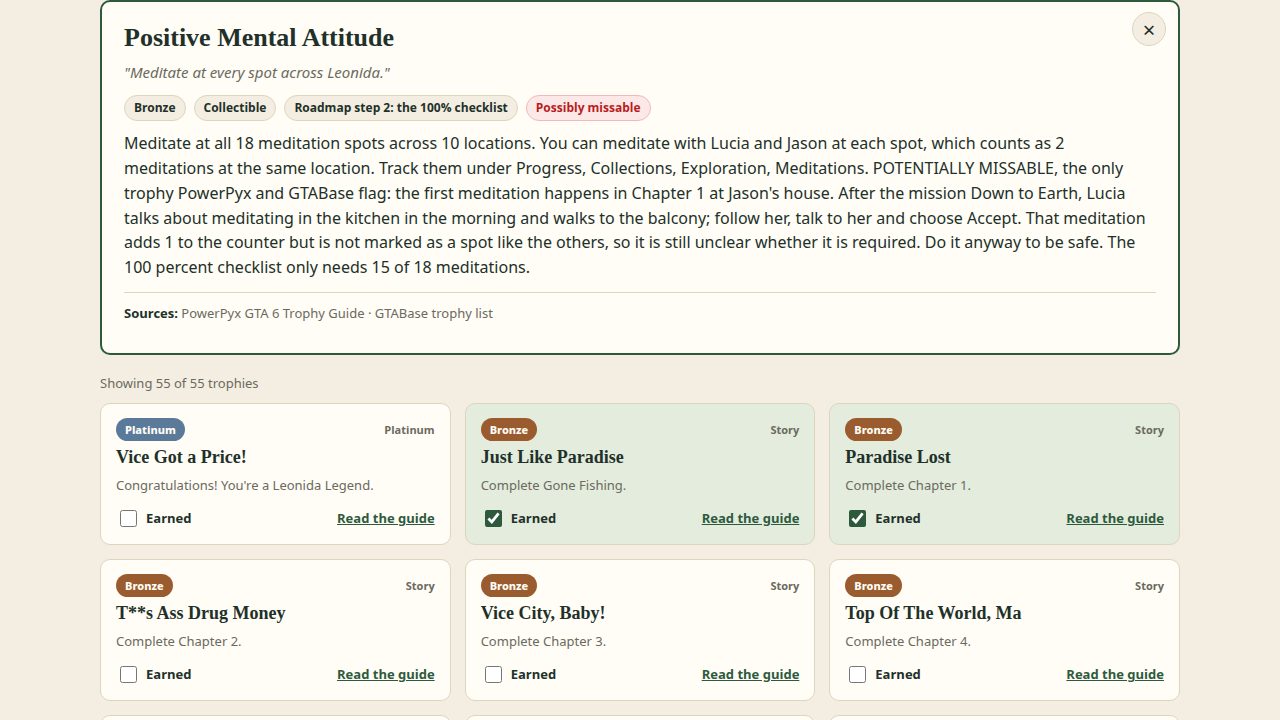 Positive Mental Attitude
✕
"Meditate at every spot across Leonida."
Bronze Collectible Roadmap step 2: the 100% checklist Possibly missable
Meditate at all 18 meditation spots across 10 locations. You can meditate with Lucia and Jason at each spot, which counts as 2
meditations at the same location. Track them under Progress, Collections, Exploration, Meditations. POTENTIALLY MISSABLE, the only
trophy PowerPyx and GTABase flag: the first meditation happens in Chapter 1 at Jason's house. After the mission Down to Earth, Lucia
talks about meditating in the kitchen in the morning and walks to the balcony; follow her, talk to her and choose Accept. That meditation
adds 1 to the counter but is not marked as a spot like the others, so it is still unclear whether it is required. Do it anyway to be safe. The
100 percent checklist only needs 15 of 18 meditations.
Sources: PowerPyx GTA 6 Trophy Guide · GTABase trophy list
Showing 55 of 55 trophies
Platinum Platinum
Vice Got a Price!
Congratulations! You're a Leonida Legend.
Earned Read the guide
Bronze Story
Just Like Paradise
Complete Gone Fishing.
Earned Read the guide
Bronze Story
Paradise Lost
Complete Chapter 1.
Earned Read the guide
Bronze Story
T**s Ass Drug Money
Complete Chapter 2.
Earned Read the guide
Bronze Story
Vice City, Baby!
Complete Chapter 3.
Earned Read the guide
Bronze Story
Top Of The World, Ma
Complete Chapter 4.
Earned Read the guide